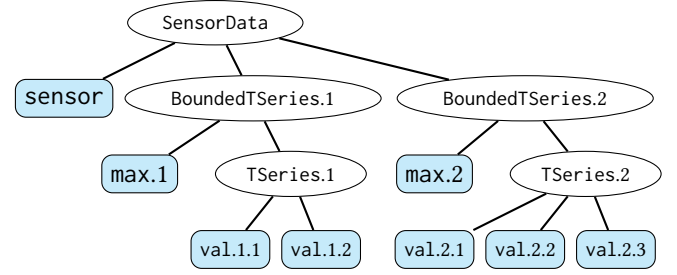 SensorData
sensor BoundedTSeries.1 BoundedTSeries.2
max.1 TSeries.1 max.2 TSeries.2
val.1.1 val.1.2 val.2.1 val.2.2 val.2.3